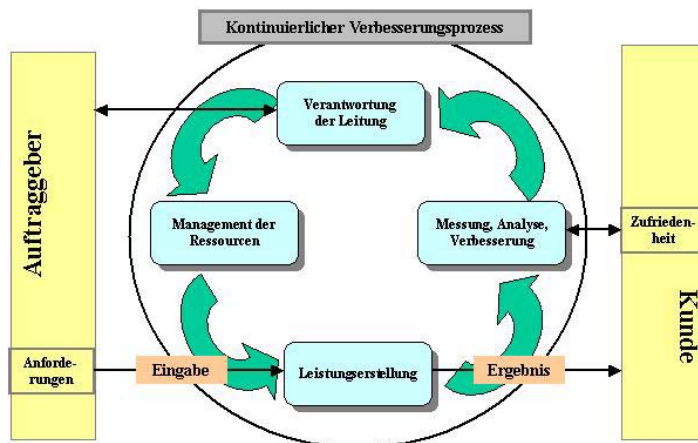 Kontinuierlicher Verbesserungsprozess
Auftraggeber
Verantwortung
der Leitung
Management der
Ressourcen
Messung, Analyse,
Verbesserung
Zufrieden-
heit
Kunde
Anforde-
rungen
Eingabe
Leistungserstellung
Ergebnis